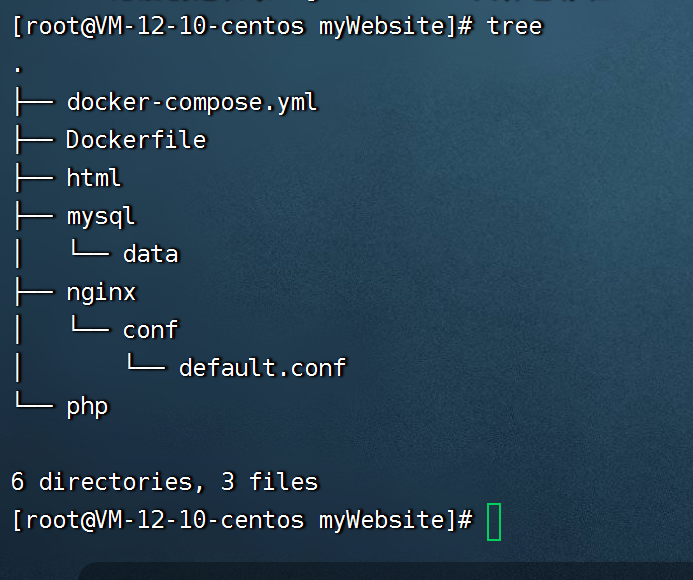 [root@VM-12-10-centos myWebsite]# tree
.
├── docker-compose.yml
├── Dockerfile
├── html
├── mysql
│   └── data
├── nginx
│   └── conf
│       └── default.conf
└── php
6 directories, 3 files
[root@VM-12-10-centos myWebsite]#